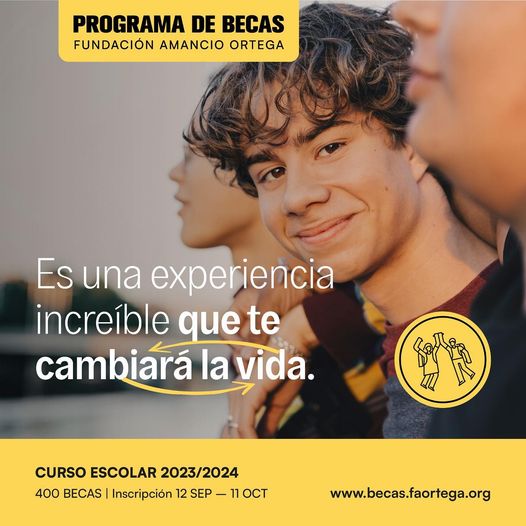 PROGRAMA DE BECAS
FUNDACIÓN AMANCIO ORTEGA
Es una experiencia
increíble que te
cambiará la vida.
CURSO ESCOLAR 2023/2024
400 BECAS | Inscripción 12 SEP — 11 OCT
www.becas.faortega.org